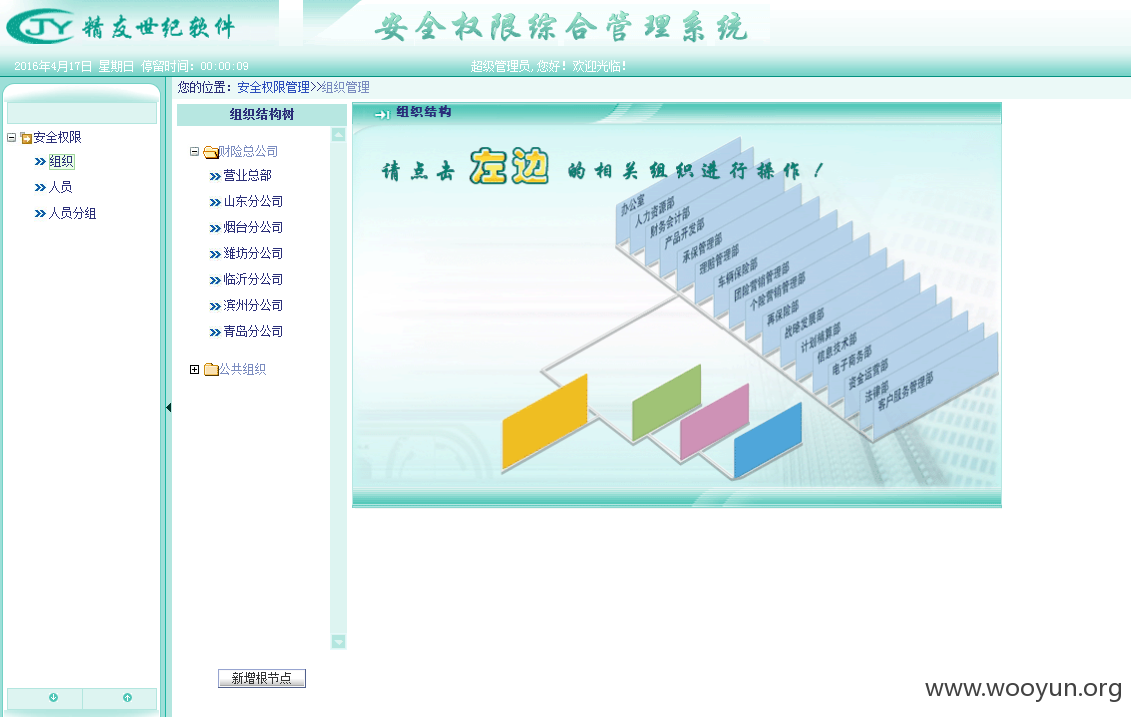 JY 精友世纪软件
安全权限综合管理系统
2016年4月17日 星期日 停留时间: 00:00:09
超级管理员,您好! 欢迎光临!
您的位置: 安全权限管理>>组织管理
安全权限
组织
人员
人员分组
组织结构树
财险总公司
营业总部
山东分公司
烟台分公司
潍坊分公司
临沂分公司
滨州分公司
青岛分公司
公共组织
新增根节点
组织结构
请点击 左边 的相关组织进行操作!
办公室
人力资源部
财务会计部
产品开发部
承保管理部
理赔管理部
车辆保险部
团险营销管理部
个险营销管理部
再保险部
战略发展部
计划精算部
信息技术部
电子商务部
资金运营部
法律部
客户服务管理部
www.wooyun.org